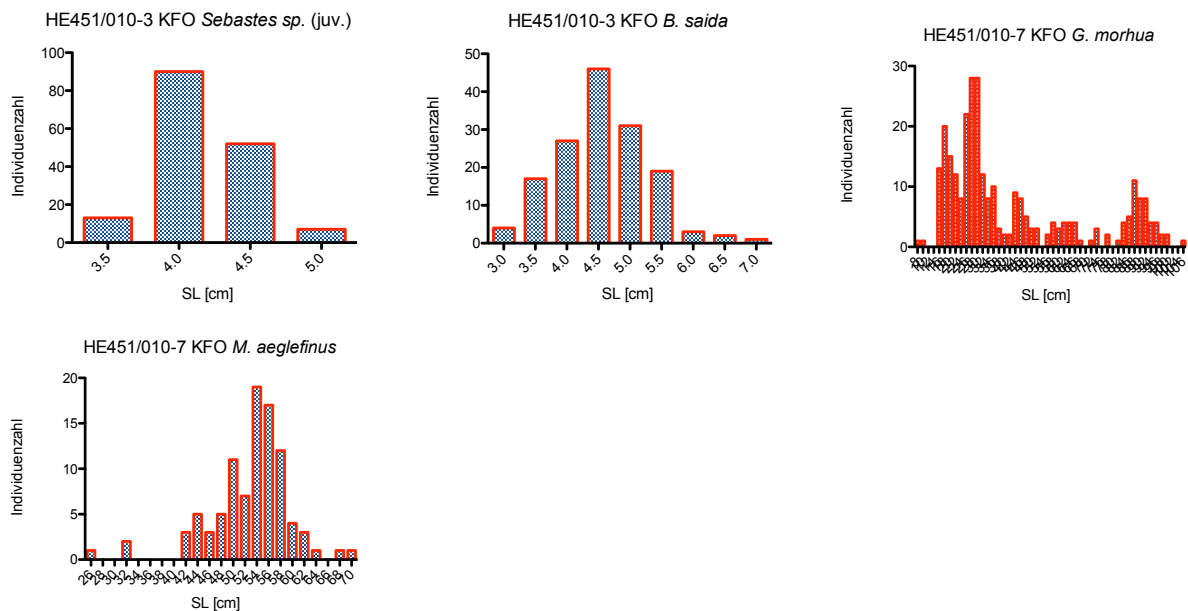 HE451/010-3 KFO Sebastes sp. (juv.)
Individuenzahl
100
80
60
40
20
0
3.5 4.0 4.5 5.0
SL [cm]
HE451/010-3 KFO B. saida
Individuenzahl
50
40
30
20
10
0
3.0 3.5 4.0 4.5 5.0 5.5 6.0 6.5 7.0
SL [cm]
HE451/010-7 KFO G. morhua
Individuenzahl
30
20
10
0
SL [cm]
HE451/010-7 KFO M. aeglefinus
Individuenzahl
20
15
10
5
0
26 28 30 32 34 36 38 40 42 44 46 48 50 52 54 56 58 60 62 64 66 68 70
SL [cm]